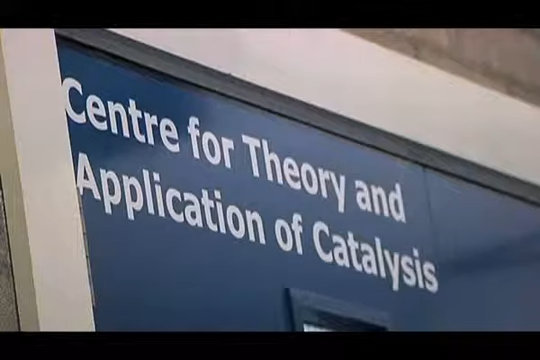 Centre for Theory and
Application of Catalysis